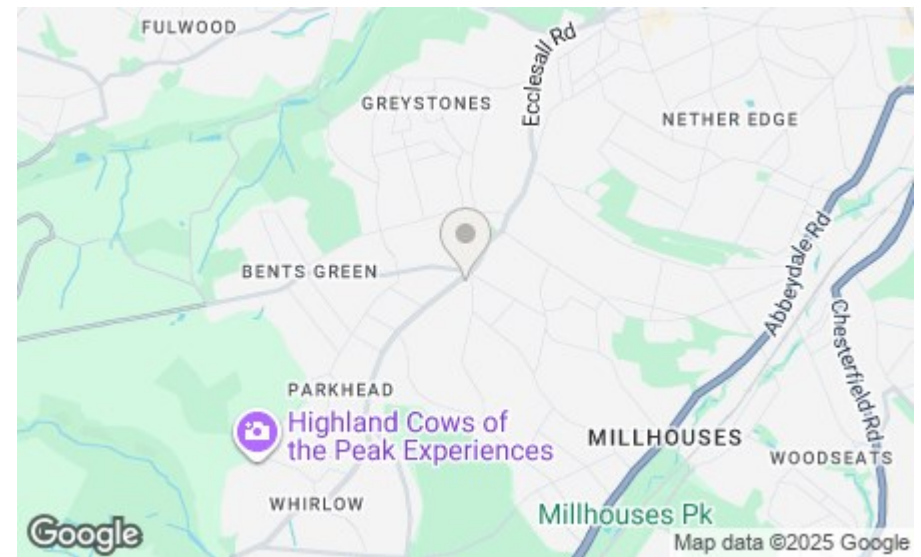 FULWOOD
Ecclesall Rd
GREYSTONES
NETHER EDGE
BENTS GREEN
Abbeydale Rd
Chesterfield Rd
PARKHEAD
Highland Cows of
the Peak Experiences
MILLHOUSES
WOODSEATS
WHIRLOW
Millhouses Pk
Google
Map data ©2025 Google